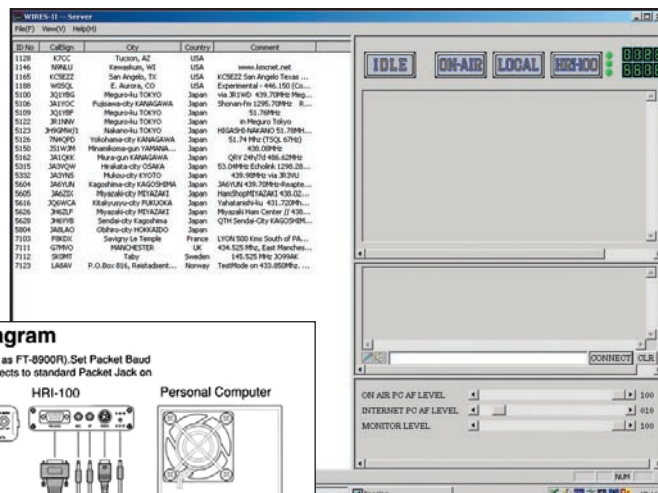 WIRES-II -- Server
File(F) View(V) Help(H)
ID No CallSign City Country Comment
1128 K7CC Tucson, AZ USA
1146 N9NLU Kewaskum, WI USA www.kmcnet.net
1165 KC5EZZ San Angelo, TX USA KC5EZZ San Angelo Texas ...
1188 W0SQL E. Aurora, CO USA Experimental - 446.150 (Co...
5100 JQ1YBG Meguro-ku TOKYO Japan via JR1WD 439.70MHz Meg...
5106 JA1YOC Fujisawa-city KANAGAWA Japan Shonan-fm 1295.70MHz R...
5109 JQ1YBF Meguro-ku TOKYO Japan 51.76MHz
5122 JR1NNV Meguro-ku TOKYO Japan in Meguro Tokyo
5123 JH9GMW/1 Nakano-ku TOKYO Japan HIGASHI-NAKANO 51.78MH...
5126 7N4QPD Yokohama-city KANAGAWA Japan 51.74 Mhz (TSQL 67Hz)
5150 JS1WJM Minamikoma-gun YAMANA... Japan 438.08MHz
5162 JA1QKK Miura-gun KANAGAWA Japan QRV 24h/7d 486.62MHz
5315 JA3VQW Hirakata-city OSAKA Japan 53.04MHz Echolink 1298.28...
5332 JA3YNS Mukou-city KYOTO Japan 439.98MHz via JR3VU
5604 JA6YUN Kagoshima-city KAGOSHIMA Japan JA6YUN 439.70MHz-Reapte...
5605 JA6ZIX Miyazaki-city MIYAZAKI Japan HamShopMIYAZAKI 438.02...
5616 JQ6WCA Kitakyusyu-city FUKUOKA Japan Yahatanishi-ku 431.720Mh...
5626 JH6ZLF Miyazaki-city MIYAZAKI Japan Miyazaki Ham Center // 438...
5628 JH6YYB Sendai-city Kagoshima Japan QTH Sendai-City KAGOSHIM...
5804 JA8LAO Obihiro-city HOKKAIDO Japan
7103 F8KDX Savigny Le Temple France LYON 500 Kms South of PA...
7111 G7MVO MANCHESTER UK 434.525 Mhz, East Manches...
7112 SK0MT Taby Sweden 145.525 MHz JO99AK
7123 LA8AV P.O.Box 816, Reistadsent... Norway TestMode on 433.850Mhz. ...
IDLE ON-AIR LOCAL HRI-100
CONNECT CLR
ON AIR PC AF LEVEL 100
INTERNET PC AF LEVEL 010
MONITOR LEVEL 100
NUM
agram
as FT-8900R).Set Packet Baud
ects to standard Packet Jack on
HRI-100 Personal Computer